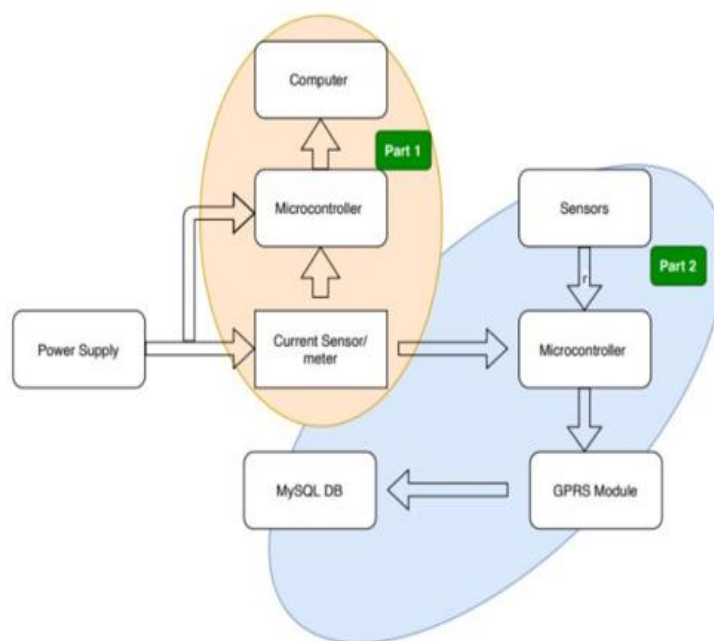 Computer
Part 1
Microcontroller
Sensors
r
Part 2
Power Supply
Current Sensor/
meter
Microcontroller
MySQL DB
GPRS Module